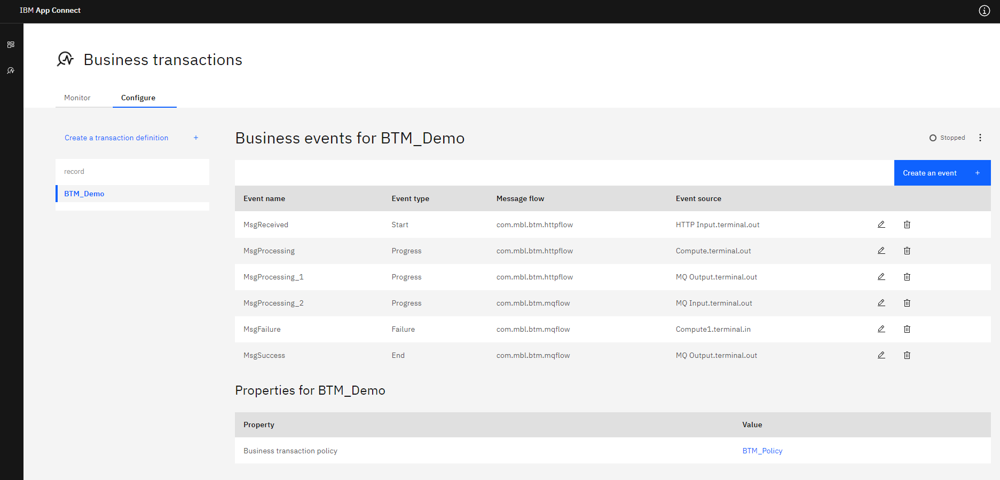 IBM App Connect
Business transactions
Monitor
Configure
Create a transaction definition +
record
BTM_Demo
Business events for BTM_Demo
Stopped
Create an event +
Event name Event type Message flow Event source
MsgReceived Start com.mbl.btm.httpflow HTTP Input.terminal.out
MsgProcessing Progress com.mbl.btm.httpflow Compute.terminal.out
MsgProcessing_1 Progress com.mbl.btm.httpflow MQ Output.terminal.out
MsgProcessing_2 Progress com.mbl.btm.mqflow MQ Input.terminal.out
MsgFailure Failure com.mbl.btm.mqflow Compute1.terminal.in
MsgSuccess End com.mbl.btm.mqflow MQ Output.terminal.out
Properties for BTM_Demo
Property Value
Business transaction policy BTM_Policy